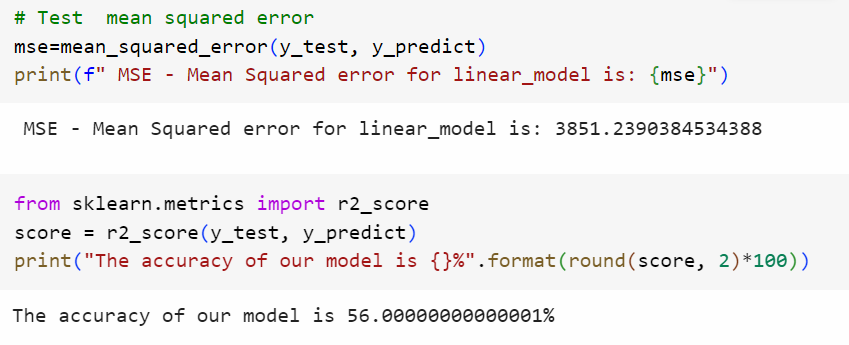 # Test  mean squared error
mse=mean_squared_error(y_test, y_predict)
print(f" MSE - Mean Squared error for linear_model is: {mse}")
MSE - Mean Squared error for linear_model is: 3851.2390384534388
from sklearn.metrics import r2_score
score = r2_score(y_test, y_predict)
print("The accuracy of our model is {}%".format(round(score, 2)*100))
The accuracy of our model is 56.00000000000001%